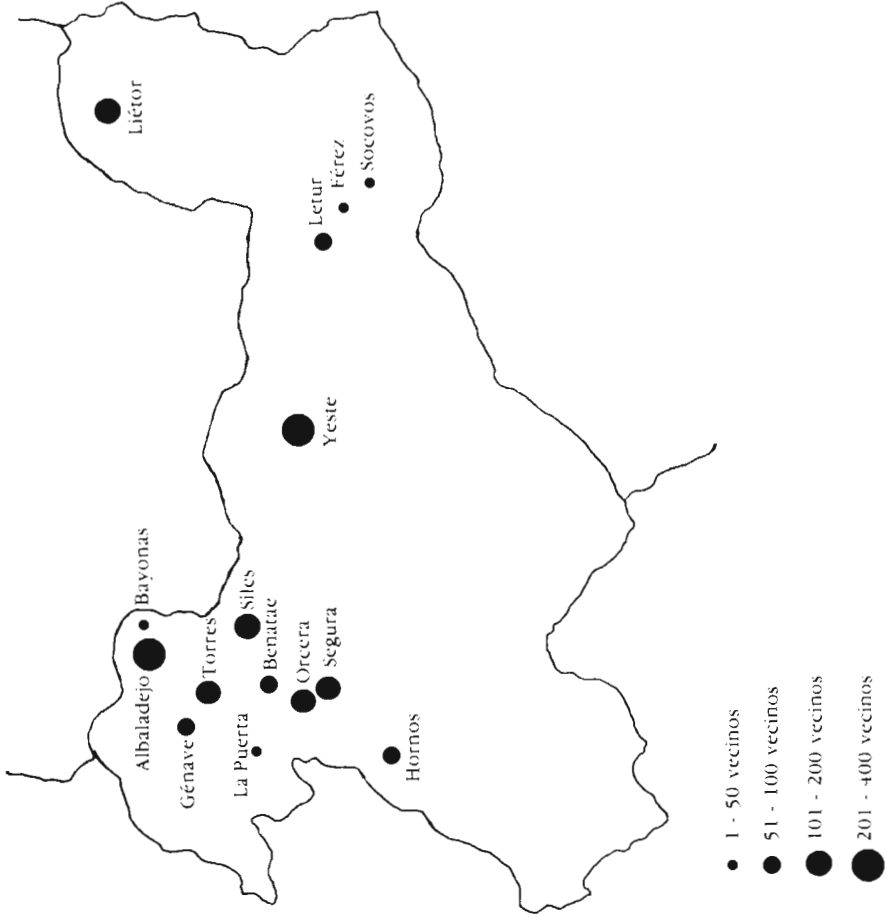 Liétor
Socovos
Férez
Letur
Yeste
Bayonas
Albaladejo
Siles
Torres
Benatae
Orcera
Segura
Génave
La Puerta
Hornos
1 - 50 vecinos
51 - 100 vecinos
101 - 200 vecinos
201 - 400 vecinos